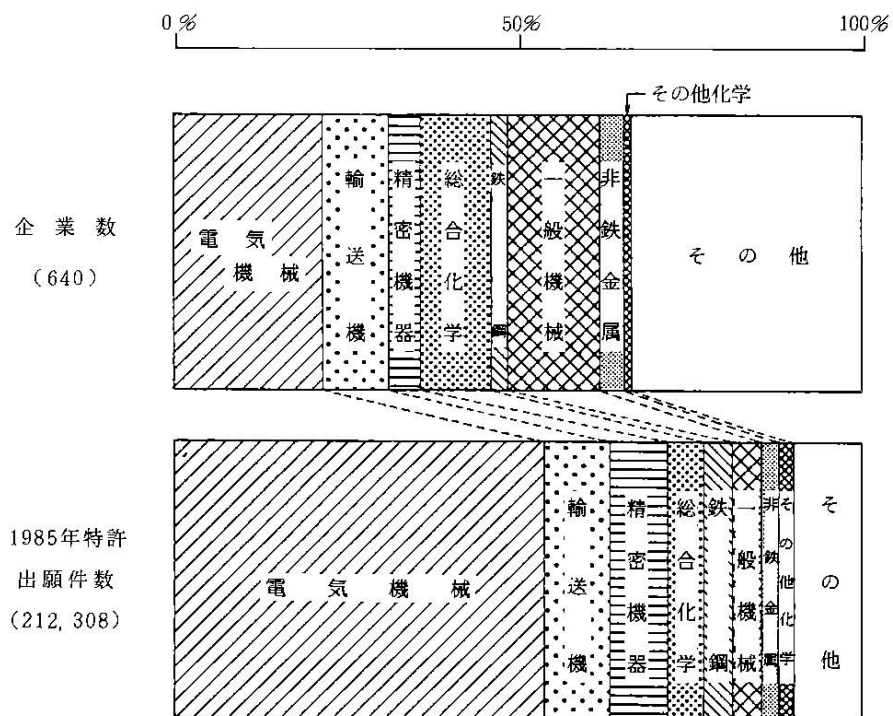 0%
50%
100%
その他化学
企業数
(640)
電気
機械
輸送機
精密機器
総合化学
鉄鋼
一般機械
非鉄金属
その他
1985年特許
出願件数
(212,308)
電気機械
輸送機
精密機器
総合化学
鉄鋼
一般機械
非鉄金属
その他化学
その他